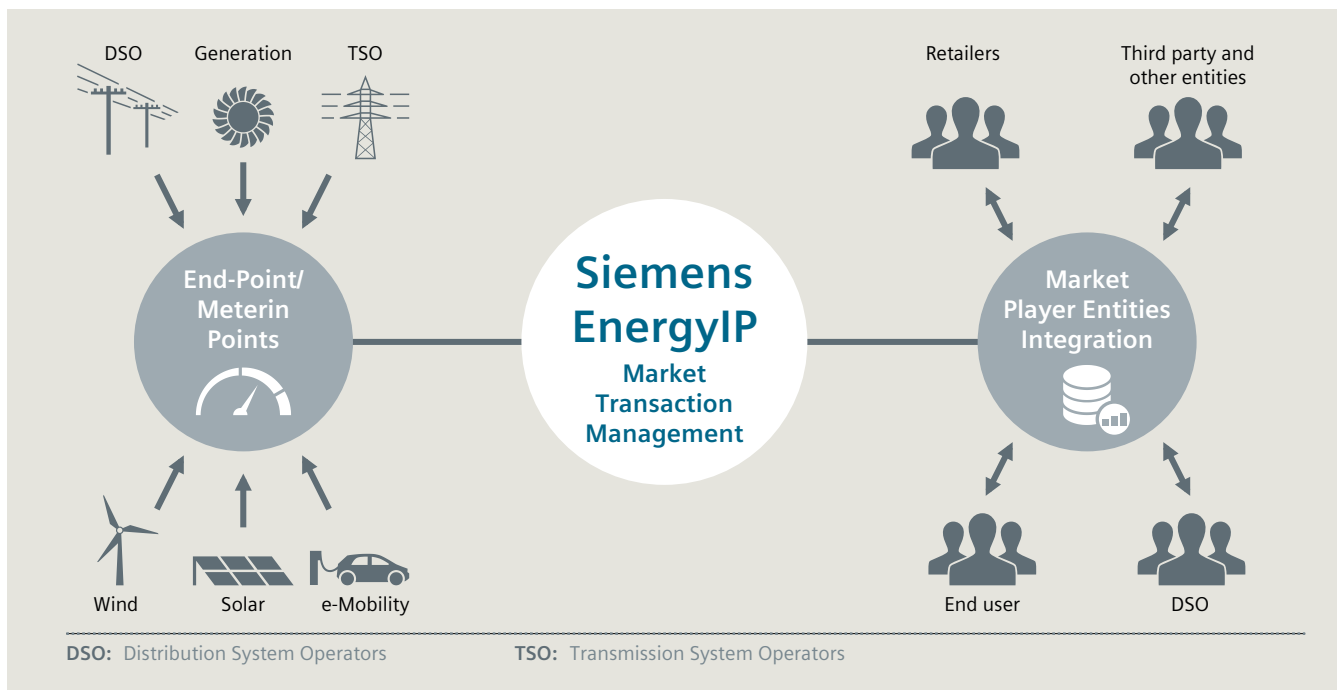 DSO
Generation
TSO
Retailers
Third party and
other entities
End-Point/
Meterin
Points
Siemens
EnergyIP
Market
Transaction
Management
Market
Player Entities
Integration
Wind
Solar
e-Mobility
End user
DSO
DSO: Distribution System Operators
TSO: Transmission System Operators